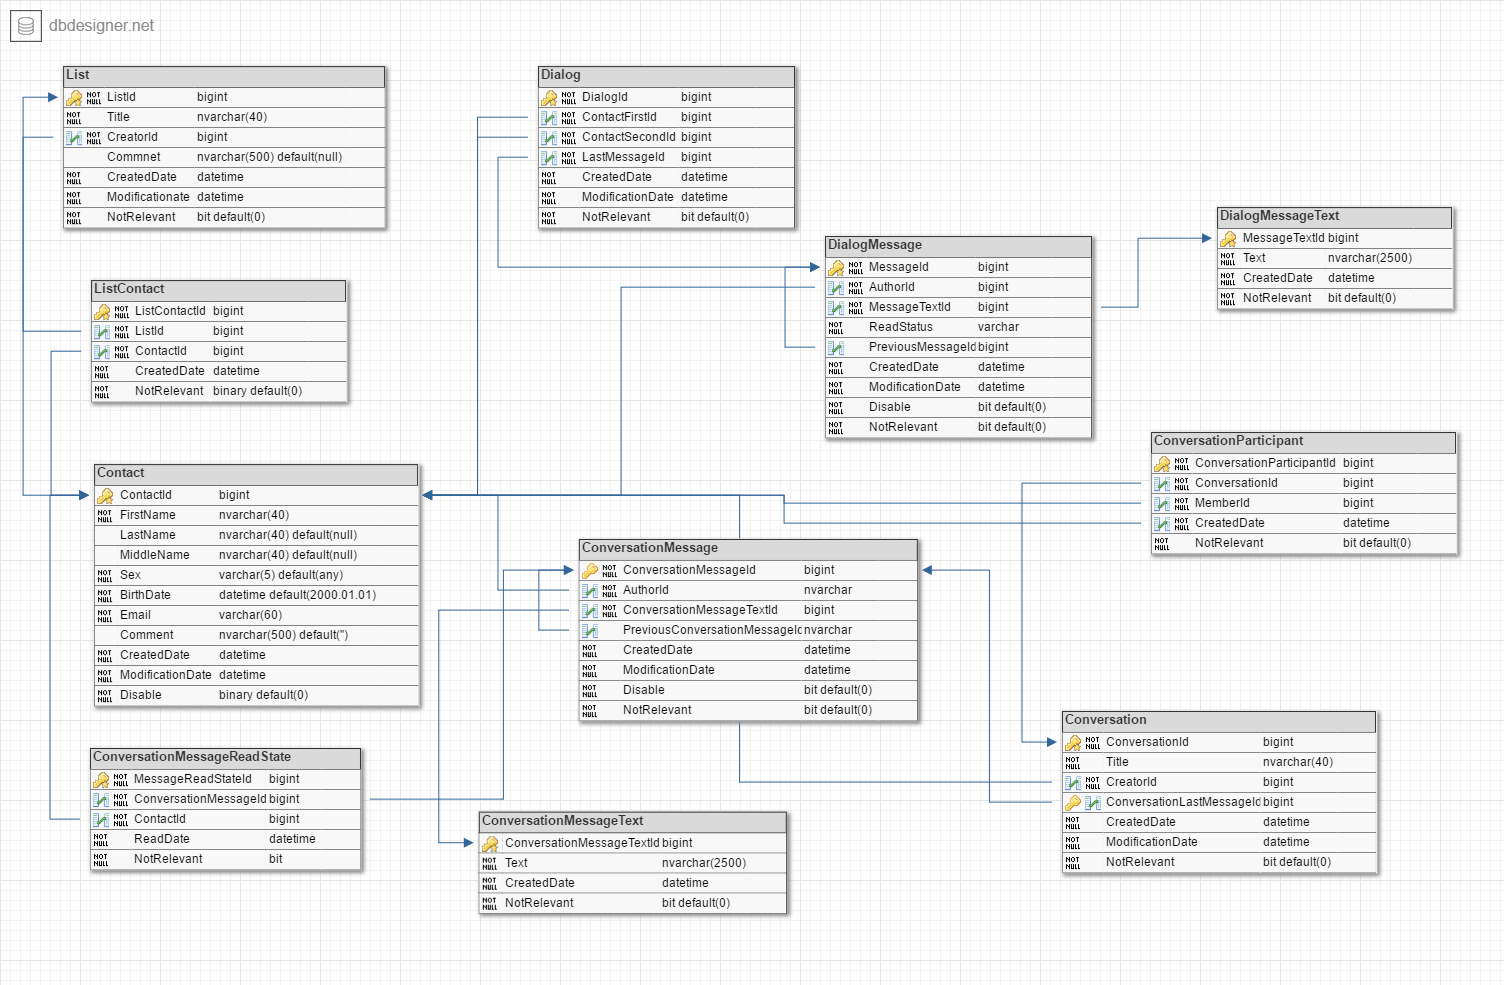 dbdesigner.net
List
NOT NULL ListId bigint
NOT NULL Title nvarchar(40)
NOT NULL CreatorId bigint
Commnet nvarchar(500) default(null)
NOT NULL CreatedDate datetime
NOT NULL Modificationate datetime
NOT NULL NotRelevant bit default(0)
Dialog
NOT NULL DialogId bigint
NOT NULL ContactFirstId bigint
NOT NULL ContactSecondId bigint
NOT NULL LastMessageId bigint
NOT NULL CreatedDate datetime
NOT NULL ModificationDate datetime
NOT NULL NotRelevant bit default(0)
DialogMessageText
MessageTextId bigint
NOT NULL Text nvarchar(2500)
NOT NULL CreatedDate datetime
NOT NULL NotRelevant bit default(0)
DialogMessage
NOT NULL MessageId bigint
NOT NULL AuthorId bigint
NOT NULL MessageTextId bigint
NOT NULL ReadStatus varchar
PreviousMessageId bigint
NOT NULL CreatedDate datetime
NOT NULL ModificationDate datetime
NOT NULL Disable bit default(0)
NOT NULL NotRelevant bit default(0)
ListContact
NOT NULL ListContactId bigint
NOT NULL ListId bigint
NOT NULL ContactId bigint
NOT NULL CreatedDate datetime
NOT NULL NotRelevant binary default(0)
ConversationParticipant
NOT NULL ConversationParticipantId bigint
NOT NULL ConversationId bigint
NOT NULL MemberId bigint
NOT NULL CreatedDate datetime
NOT NULL NotRelevant bit default(0)
Contact
ContactId bigint
NOT NULL FirstName nvarchar(40)
LastName nvarchar(40) default(null)
MiddleName nvarchar(40) default(null)
NOT NULL Sex varchar(5) default(any)
NOT NULL BirthDate datetime default(2000.01.01)
NOT NULL Email varchar(60)
Comment nvarchar(500) default('')
NOT NULL CreatedDate datetime
NOT NULL ModificationDate datetime
NOT NULL Disable binary default(0)
ConversationMessage
NOT NULL ConversationMessageId bigint
NOT NULL AuthorId nvarchar
NOT NULL ConversationMessageTextId bigint
PreviousConversationMessageId nvarchar
NOT NULL CreatedDate datetime
NOT NULL ModificationDate datetime
NOT NULL Disable bit default(0)
NOT NULL NotRelevant bit default(0)
Conversation
NOT NULL ConversationId bigint
NOT NULL Title nvarchar(40)
NOT NULL CreatorId bigint
ConversationLastMessageId bigint
NOT NULL CreatedDate datetime
NOT NULL ModificationDate datetime
NOT NULL NotRelevant bit default(0)
ConversationMessageReadState
NOT NULL MessageReadStateId bigint
NOT NULL ConversationMessageId bigint
NOT NULL ContactId bigint
NOT NULL ReadDate datetime
NOT NULL NotRelevant bit
ConversationMessageText
ConversationMessageTextId bigint
NOT NULL Text nvarchar(2500)
NOT NULL CreatedDate datetime
NOT NULL NotRelevant bit default(0)